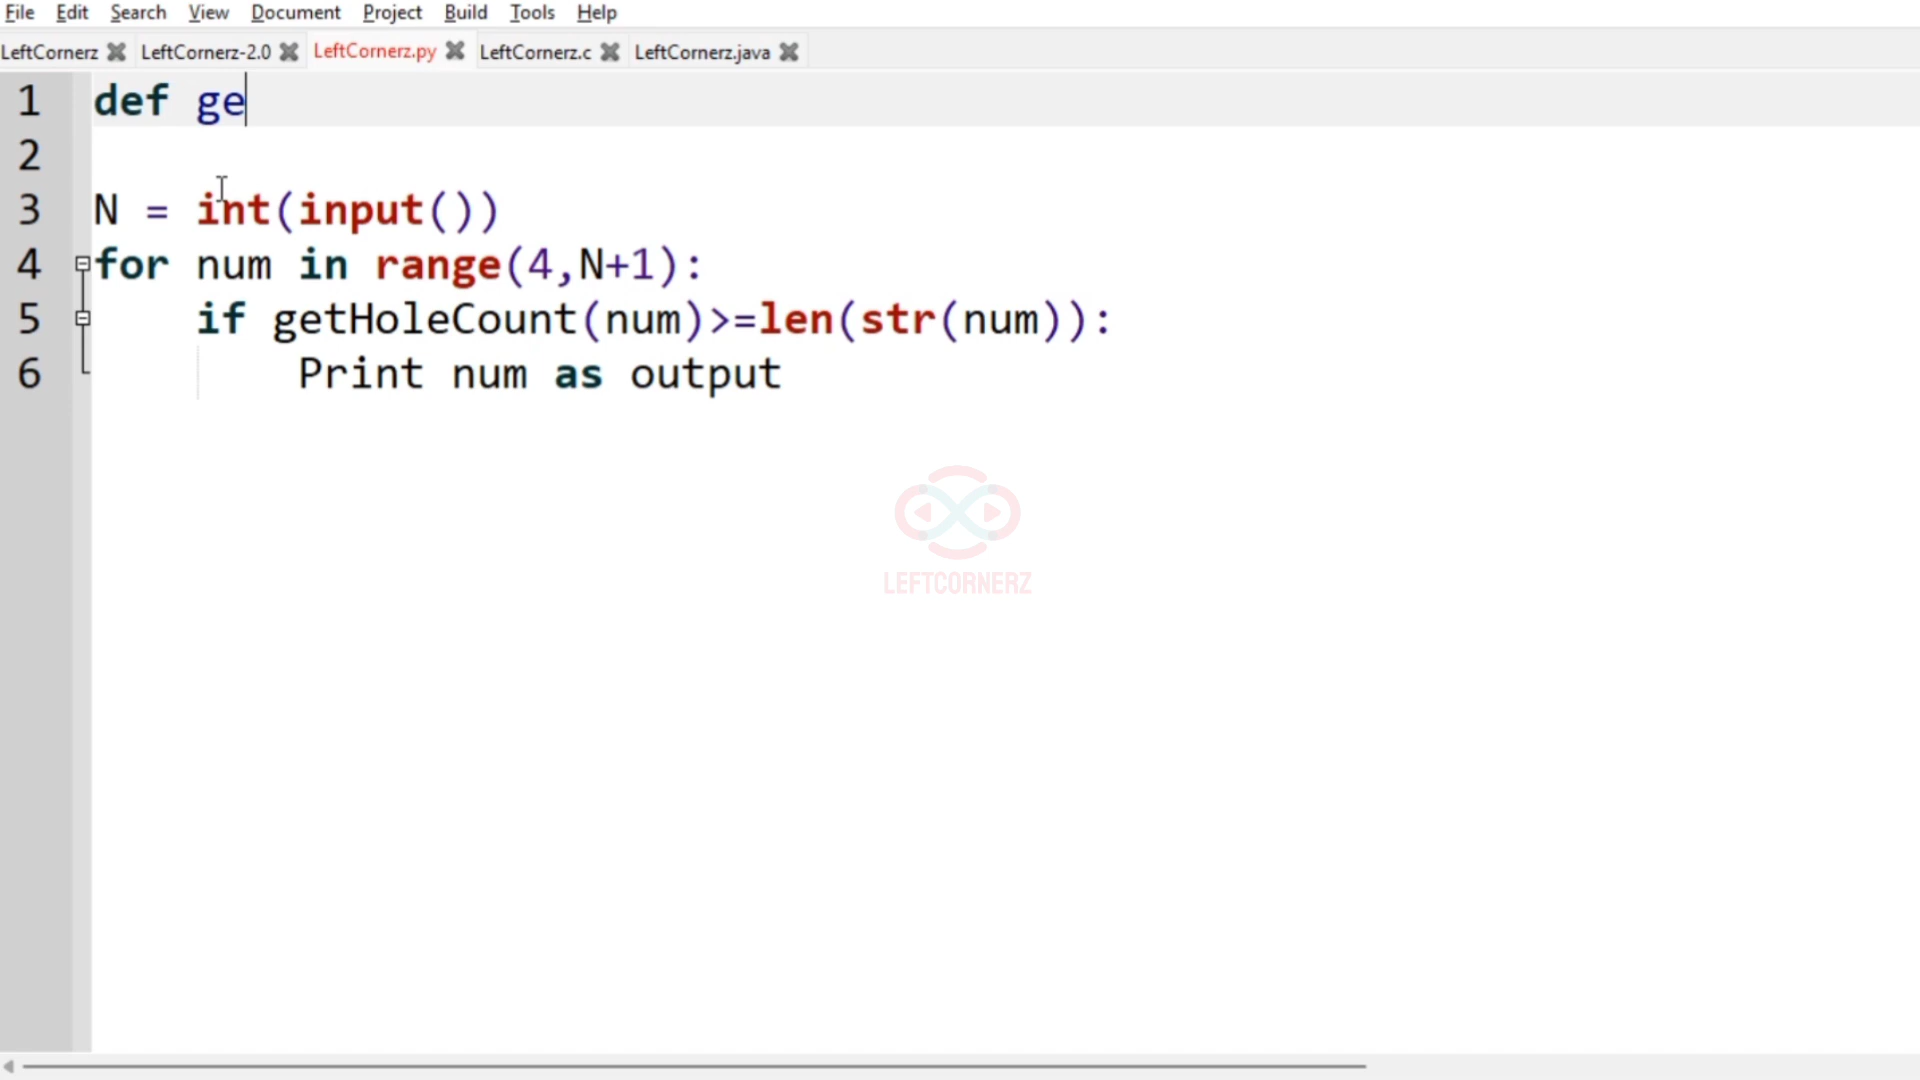 File Edit Search View Document Project Build Tools Help
LeftCornerz LeftCornerz-2.0 LeftCornerz.py LeftCornerz.c LeftCornerz.java
1 def ge
2
3 N = int(input())
4 for num in range(4,N+1):
5 if getHoleCount(num)>=len(str(num)):
6 Print num as output
LEFTCORNERZ